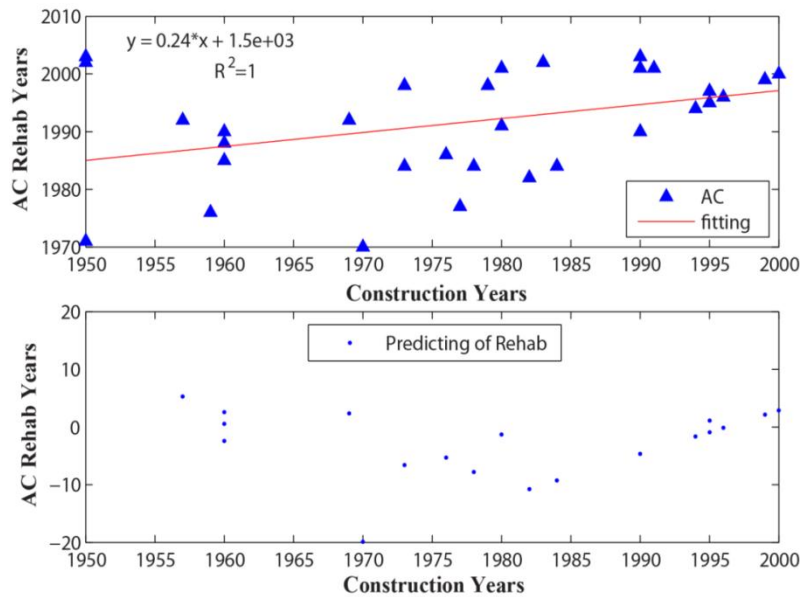 2010
y = 0.24*x + 1.5e+03
R²=1
2000
1990
1980
1970
AC Rehab Years
AC
fitting
1950 1955 1960 1965 1970 1975 1980 1985 1990 1995 2000
Construction Years
20
10
0
−10
−20
AC Rehab Years
Predicting of Rehab
1950 1955 1960 1965 1970 1975 1980 1985 1990 1995 2000
Construction Years